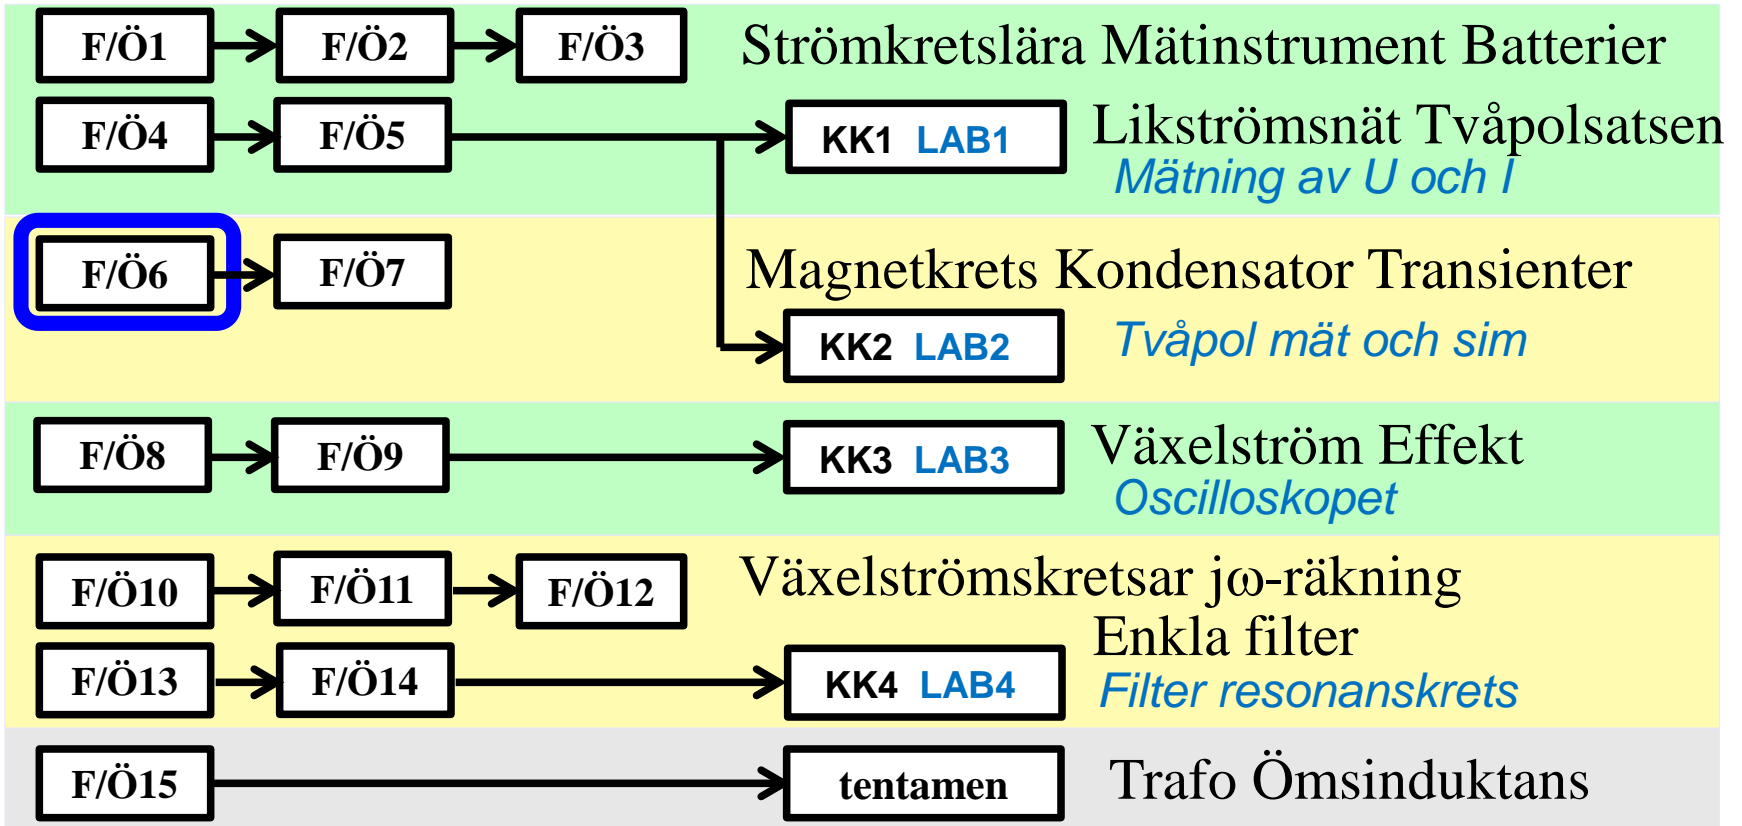 F/Ö1 F/Ö2 F/Ö3 Strömkretslära Mätinstrument Batterier
F/Ö4 F/Ö5 KK1 LAB1 Likströmsnät Tvåpolsatsen
Mätning av U och I
F/Ö6 F/Ö7 Magnetkrets Kondensator Transienter
KK2 LAB2 Tvåpol mät och sim
F/Ö8 F/Ö9 KK3 LAB3 Växelström Effekt
Oscilloskopet
F/Ö10 F/Ö11 F/Ö12 Växelströmskretsar jω-räkning
Enkla filter
F/Ö13 F/Ö14 KK4 LAB4 Filter resonanskrets
F/Ö15 tentamen Trafo Ömsinduktans